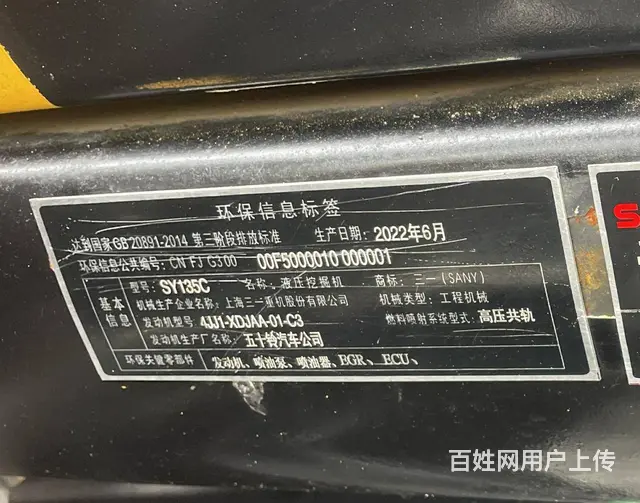 环保信息标签
达到国家GB20891-2014 第三阶段排放标准 生产日期：2022年6月
环保信息公共编号：CN FJ G3 00 00F5000010 000001
基本信息
型号：SY135C 名称：液压挖掘机 商标：三一(SANY)
机械生产企业名称：上海三一重机股份有限公司 机械类型：工程机械
发动机型号：4JJ1-XDJAA-01-C3 燃料喷射系统型式：高压共轨
发动机生产厂名称：五十铃汽车公司
环保关键零部件 发动机、喷油泵、喷油器、EGR、ECU、
S
百姓网用户上传